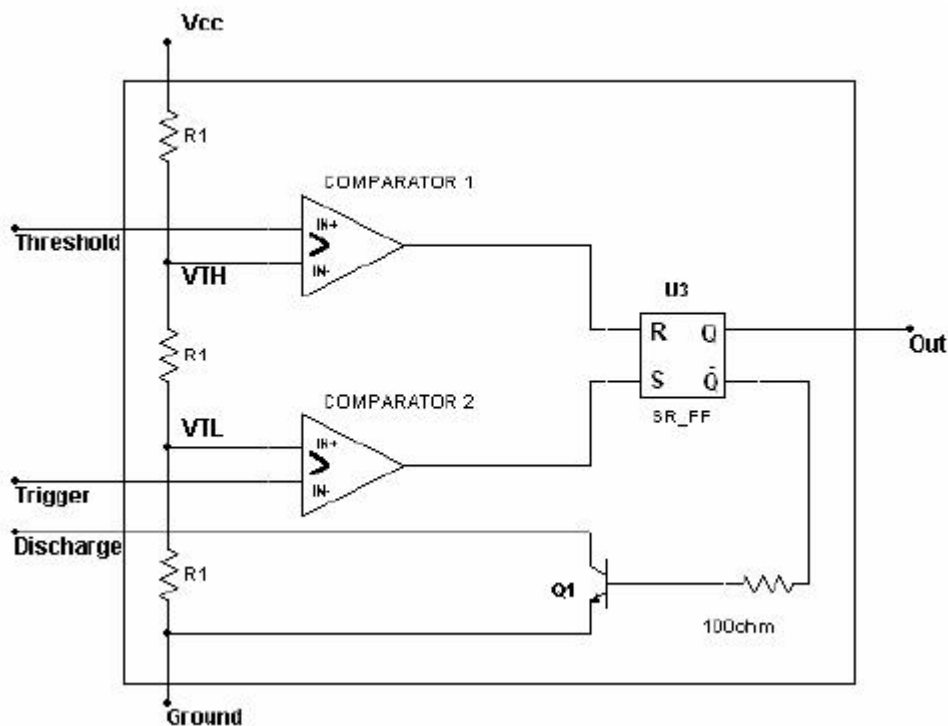 Vcc
R1
COMPARATOR 1
IN+
Threshold
VTH
IN-
U3
R Q
Out
R1
S Q̄
COMPARATOR 2
SR_FF
VTL
IN+
Trigger
IN-
Discharge
R1
Q1
100ohm
Ground